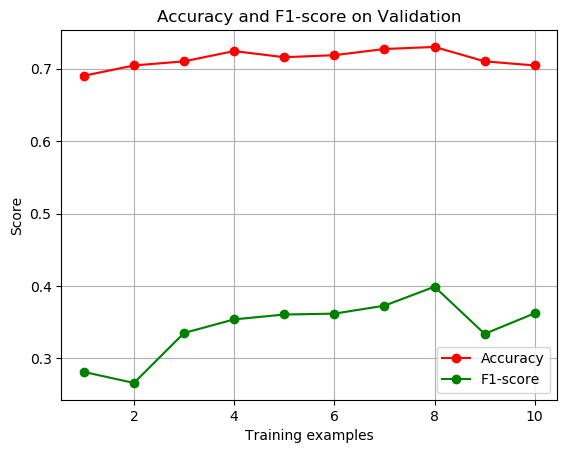 Accuracy and F1-score on Validation
0.7
0.6
0.5
0.4
0.3
Score
2 4 6 8 10
Training examples
Accuracy
F1-score